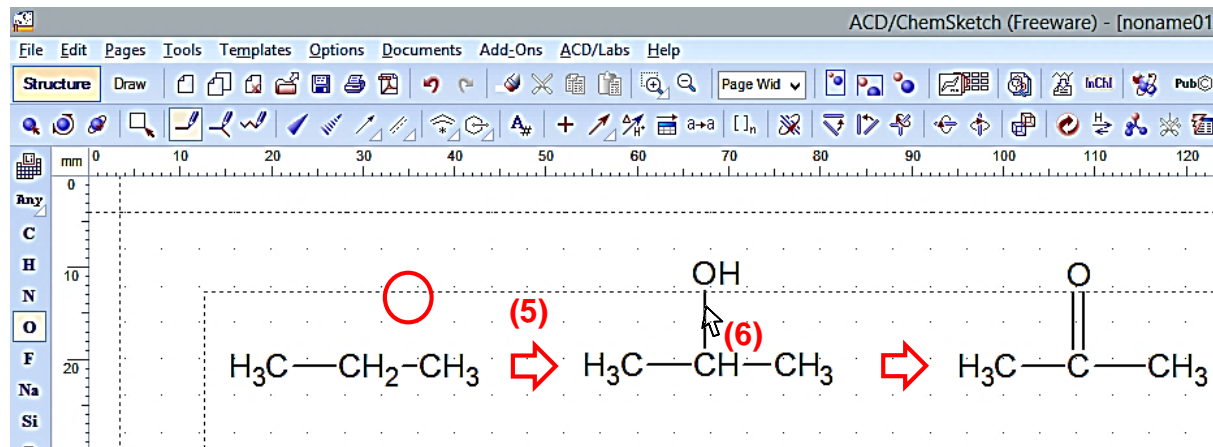 ACD/ChemSketch (Freeware) - [noname01
File Edit Pages Tools Templates Options Documents Add-Ons ACD/Labs Help
Structure Draw Page Wid InChI Pub
a→a []n
mm 0 10 20 30 40 50 60 70 80 90 100 110 120
0
Any
C
H
10
OH
O
N
O
(5)
(6)
F
20
H3C CH2 CH3
H3C CH CH3
H3C C CH3
Na
Si